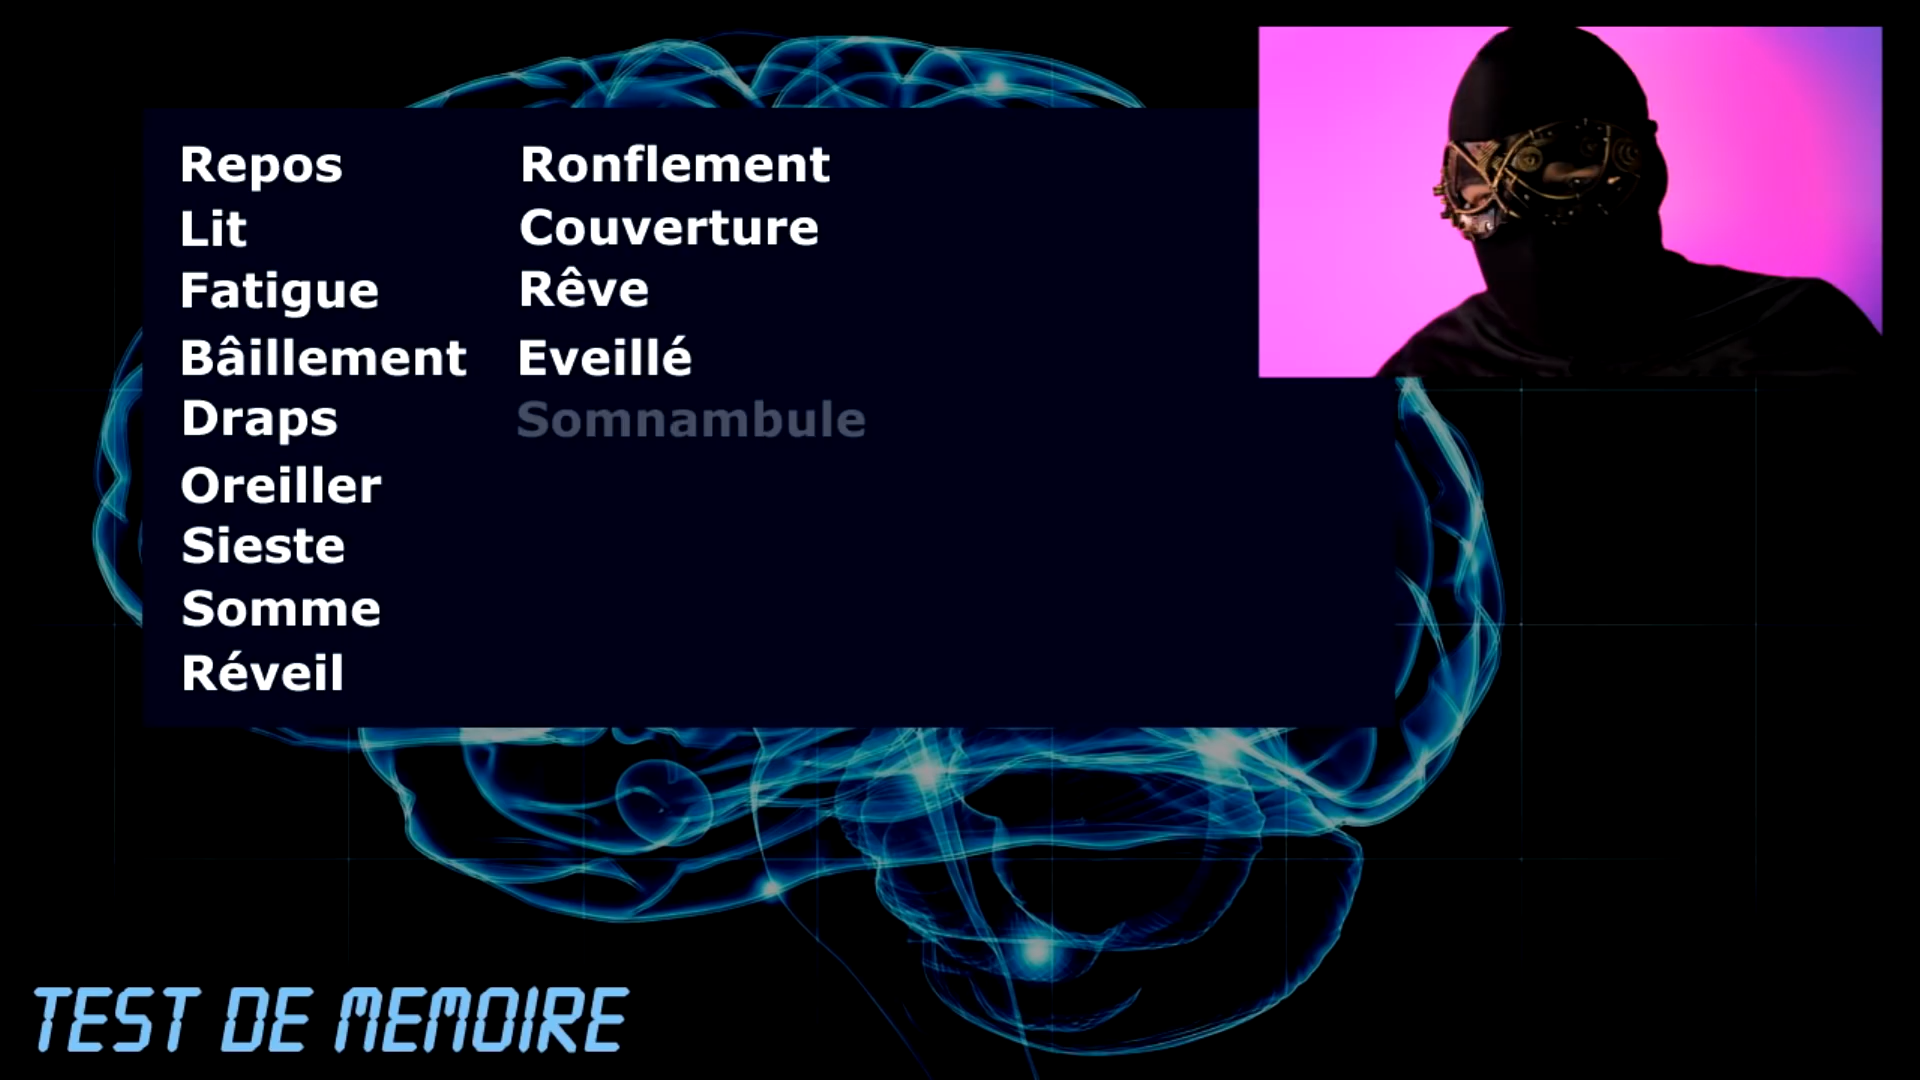 Repos
Lit
Fatigue
Bâillement
Draps
Oreiller
Sieste
Somme
Réveil
Ronflement
Couverture
Rêve
Eveillé
Somnambule
TEST DE MEMOIRE